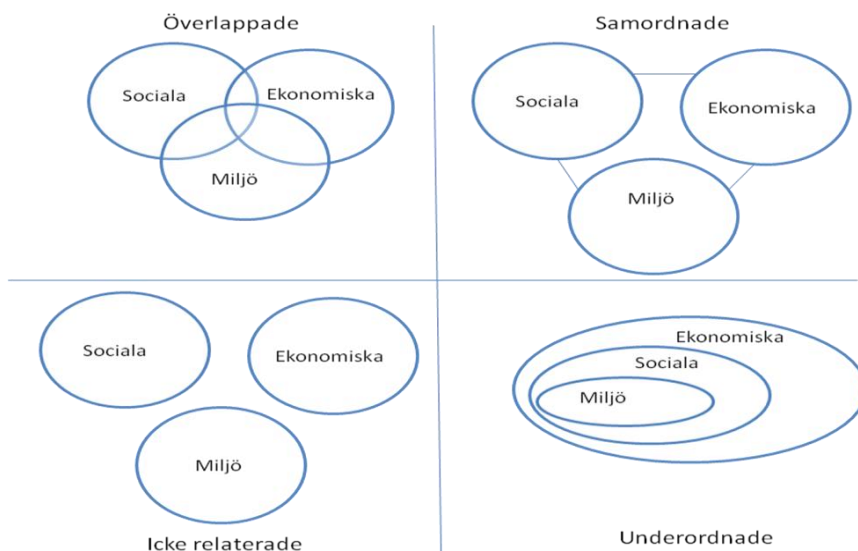 Överlappade
Sociala
Ekonomiska
Miljö
Samordnade
Sociala
Ekonomiska
Miljö
Sociala
Ekonomiska
Miljö
Icke relaterade
Ekonomiska
Sociala
Miljö
Underordnade